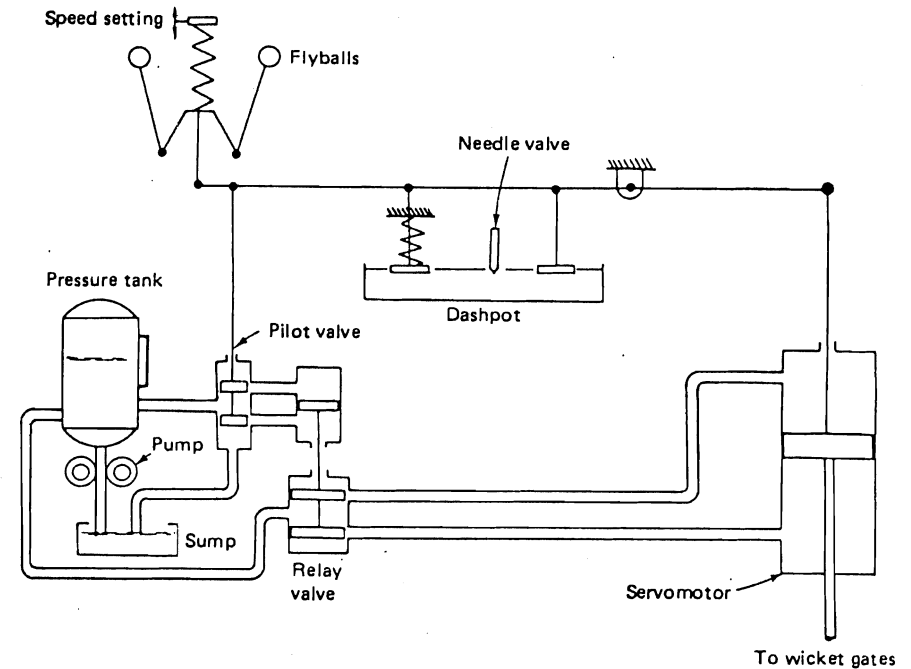 Speed setting
Flyballs
Needle valve
Pressure tank
Dashpot
Pilot valve
Pump
Sump
Relay
valve
Servomotor
To wicket gates